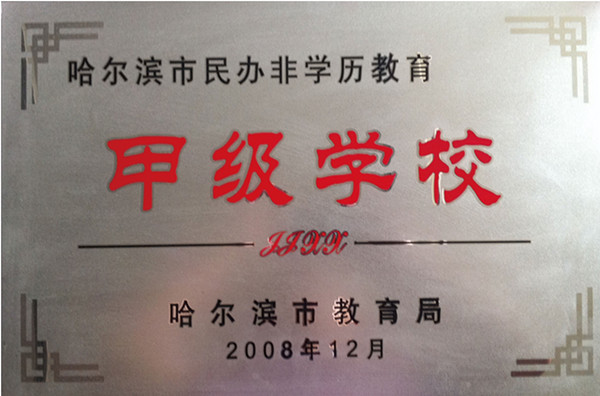 哈尔滨市民办非学历教育
甲级学校
JJXX
哈尔滨市教育局
2008年12月